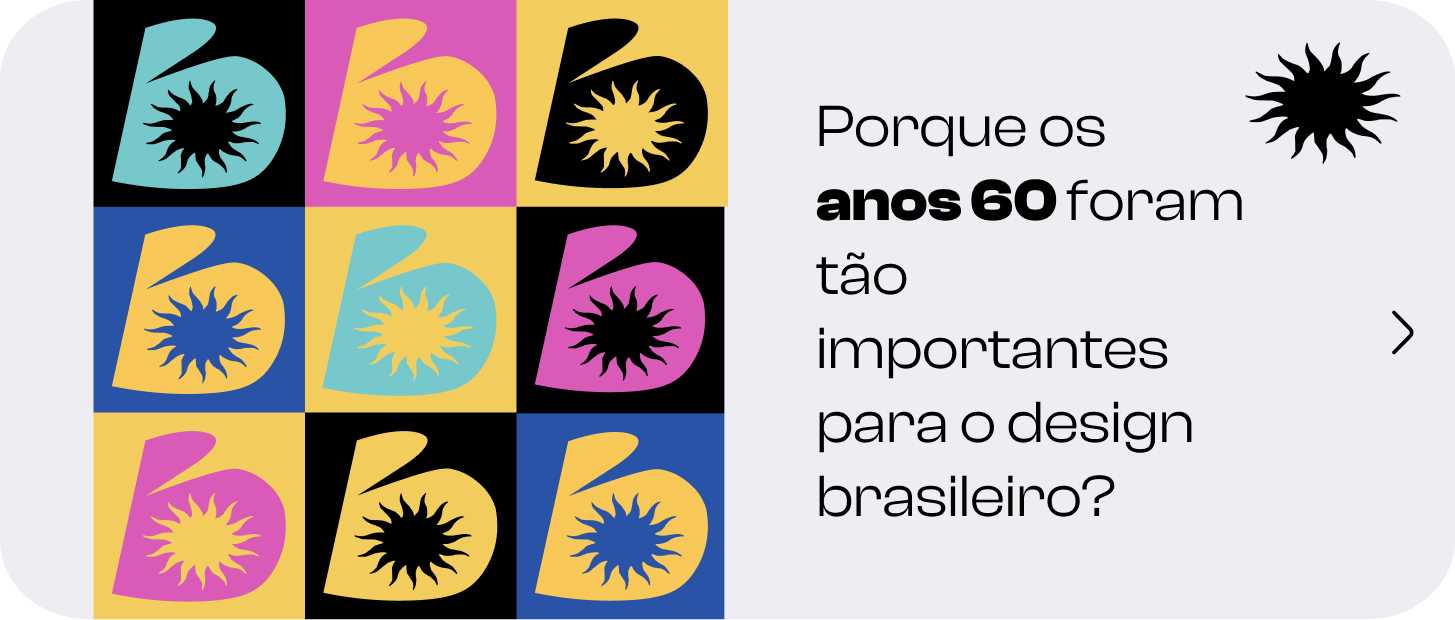 b b b
b b b
b b b
Porque os
anos 60 foram
tão
importantes
para o design
brasileiro?